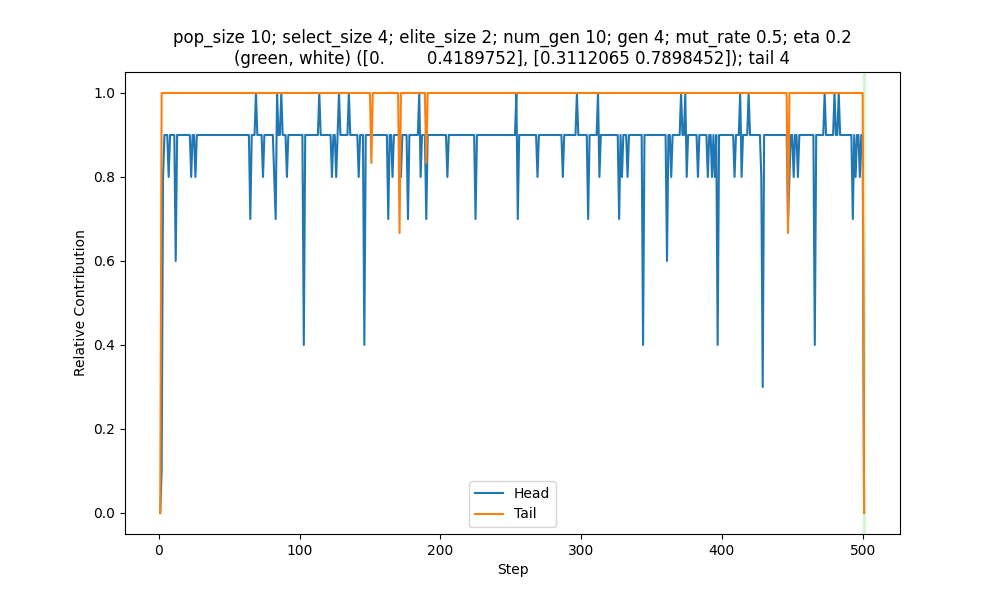 pop_size 10; select_size 4; elite_size 2; num_gen 10; gen 4; mut_rate 0.5; eta 0.2
(green, white) ([0.        0.4189752], [0.3112065 0.7898452]); tail 4
1.0
0.8
0.6
0.4
0.2
0.0
Relative Contribution
Head
Tail
0
100
200
300
400
500
Step